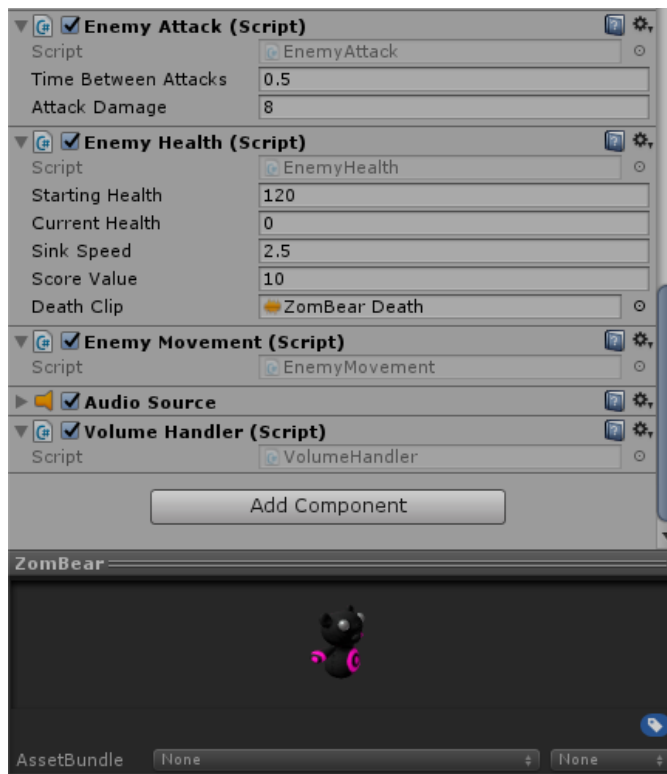 Enemy Attack (Script)
Script EnemyAttack
Time Between Attacks 0.5
Attack Damage 8
Enemy Health (Script)
Script EnemyHealth
Starting Health 120
Current Health 0
Sink Speed 2.5
Score Value 10
Death Clip ZomBear Death
Enemy Movement (Script)
Script EnemyMovement
Audio Source
Volume Handler (Script)
Script VolumeHandler
Add Component
ZomBear
AssetBundle None None